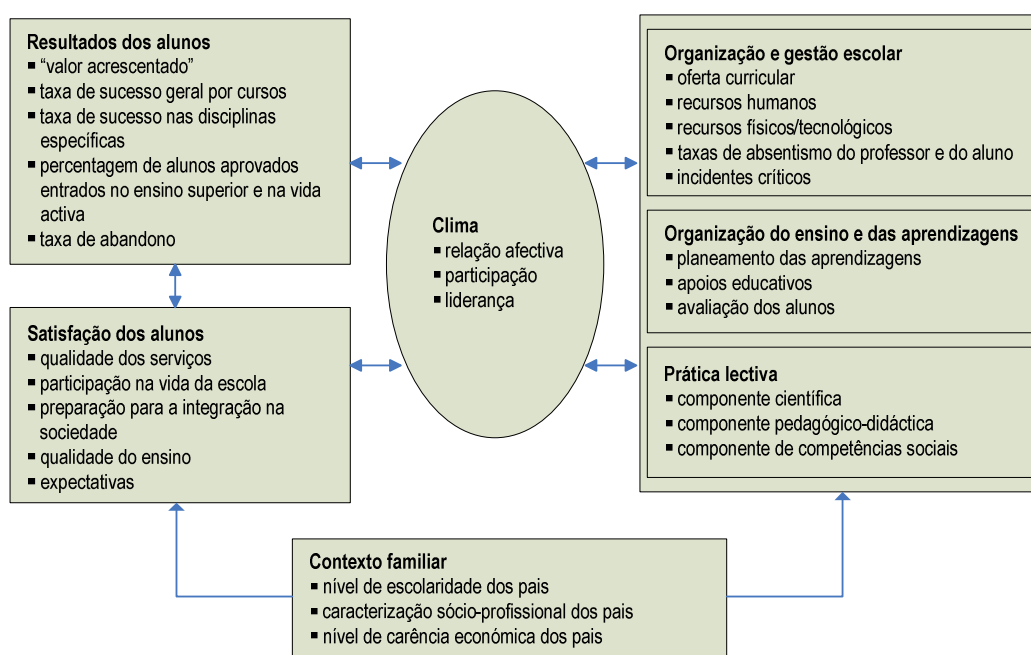 Resultados dos alunos
▪ “valor acrescentado”
▪ taxa de sucesso geral por cursos
▪ taxa de sucesso nas disciplinas
específicas
▪ percentagem de alunos aprovados
entrados no ensino superior e na vida
activa
▪ taxa de abandono
Satisfação dos alunos
▪ qualidade dos serviços
▪ participação na vida da escola
▪ preparação para a integração na
sociedade
▪ qualidade do ensino
▪ expectativas
Clima
▪ relação afectiva
▪ participação
▪ liderança
Organização e gestão escolar
▪ oferta curricular
▪ recursos humanos
▪ recursos físicos/tecnológicos
▪ taxas de absentismo do professor e do aluno
▪ incidentes críticos
Organização do ensino e das aprendizagens
▪ planeamento das aprendizagens
▪ apoios educativos
▪ avaliação dos alunos
Prática lectiva
▪ componente científica
▪ componente pedagógico-didáctica
▪ componente de competências sociais
Contexto familiar
▪ nível de escolaridade dos pais
▪ caracterização sócio-profissional dos pais
▪ nível de carência económica dos pais